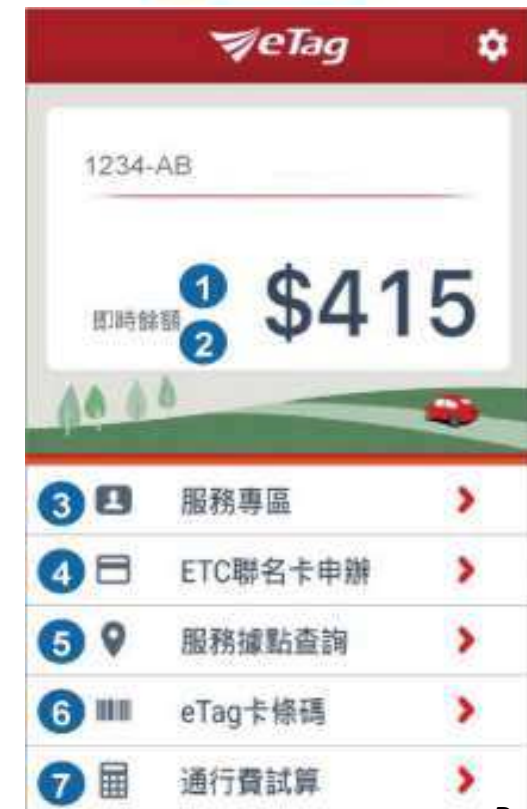 eTag
1234-AB
1
即時餘額 $415
2
3 服務專區
4 ETC聯名卡申辦
5 服務據點查詢
6 eTag卡條碼
7 通行費試算